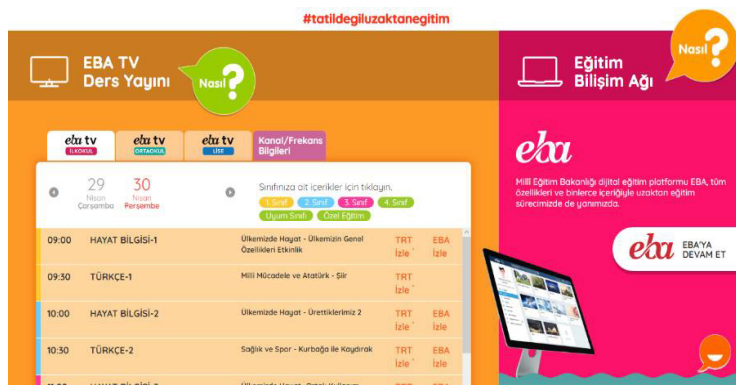 #tatildegiluzaktanegitim
EBA TV
Ders Yayını
Nasıl ?
Eğitim
Bilişim Ağı
Nasıl ?
eba tv
İLKOKUL
eba tv
ORTAOKUL
eba tv
LİSE
Kanal/Frekans
Bilgileri
29
Nisan
Çarşamba
30
Nisan
Perşembe
Sınıfınıza ait içerikler için tıklayın.
1. Sınıf 2. Sınıf 3. Sınıf 4. Sınıf
Uyum Sınıfı Özel Eğitim
09:00 HAYAT BİLGİSİ-1 Ülkemizde Hayat - Ülkemizin Genel Özellikleri Etkinlik TRT İzle * EBA İzle
09:30 TÜRKÇE-1 Milli Mücadele ve Atatürk - Şiir TRT İzle *
10:00 HAYAT BİLGİSİ-2 Ülkemizde Hayat - Ürettiklerimiz 2 TRT İzle * EBA İzle
10:30 TÜRKÇE-2 Sağlık ve Spor - Kurbağa ile Kaydırak TRT İzle * EBA İzle
eba
Milli Eğitim Bakanlığı dijital eğitim platformu EBA, tüm
özellikleri ve binlerce içeriğiyle uzaktan eğitim
sürecimizde de yanımızda.
eba EBA'YA
DEVAM ET